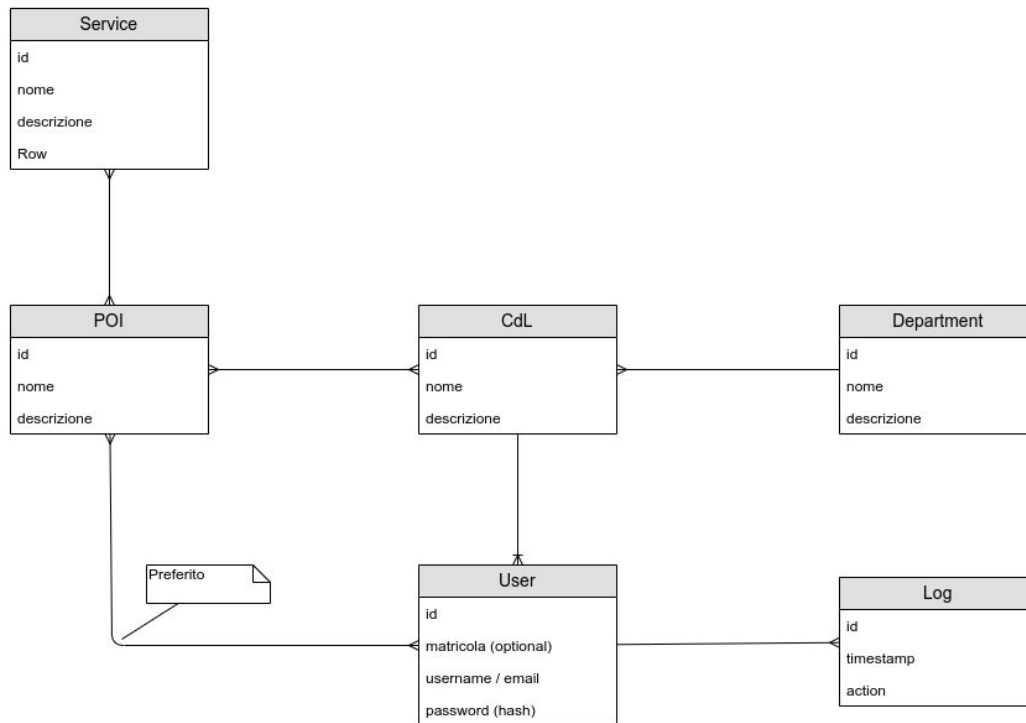 Service
id
nome
descrizione
Row
POI
id
nome
descrizione
CdL
id
nome
descrizione
Department
id
nome
descrizione
Preferito
User
id
matricola (optional)
username / email
password (hash)
Log
id
timestamp
action